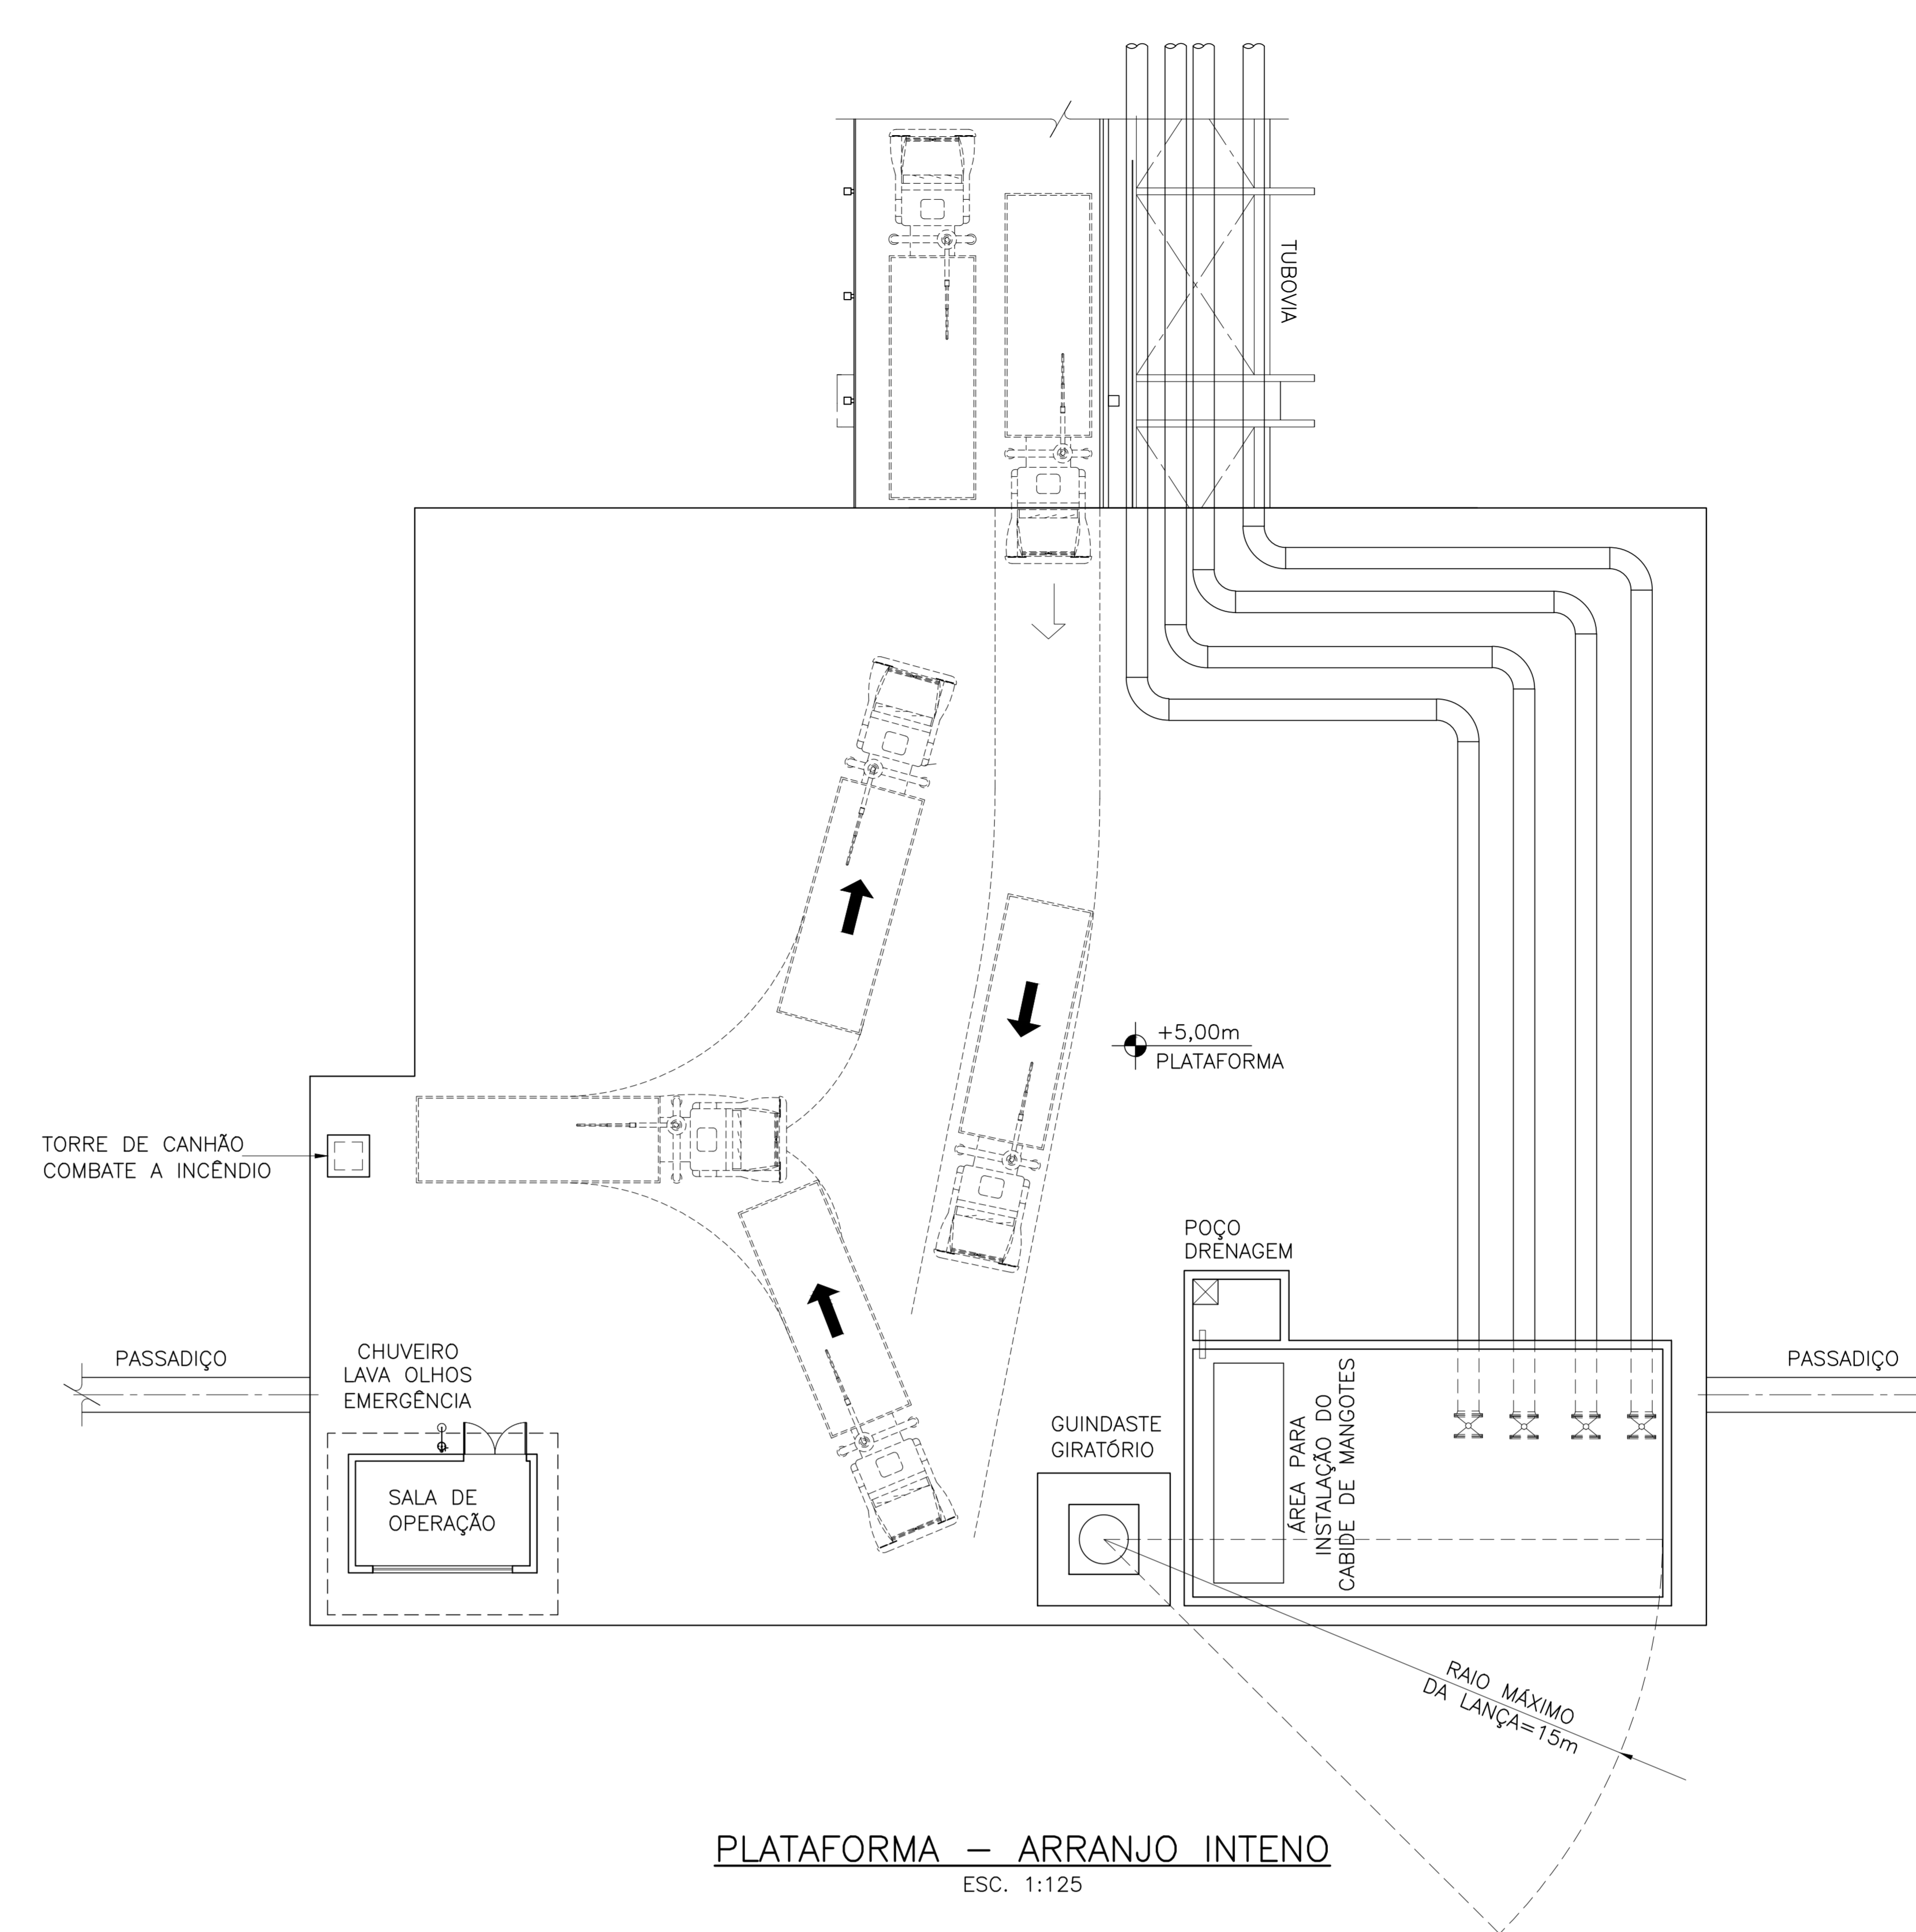 TUBOVIA
+5,00m
PLATAFORMA
TORRE DE CANHÃO
COMBATE A INCÊNDIO
POÇO
DRENAGEM
PASSADIÇO
CHUVEIRO
LAVA OLHOS
EMERGÊNCIA
PASSADIÇO
GUINDASTE
GIRATÓRIO
ÁREA PARA
INSTALAÇÃO DO
CABIDE DE MANGOTES
SALA DE
OPERAÇÃO
RAIO MÁXIMO
DA LANÇA=15m
PLATAFORMA – ARRANJO INTENO
ESC. 1:125